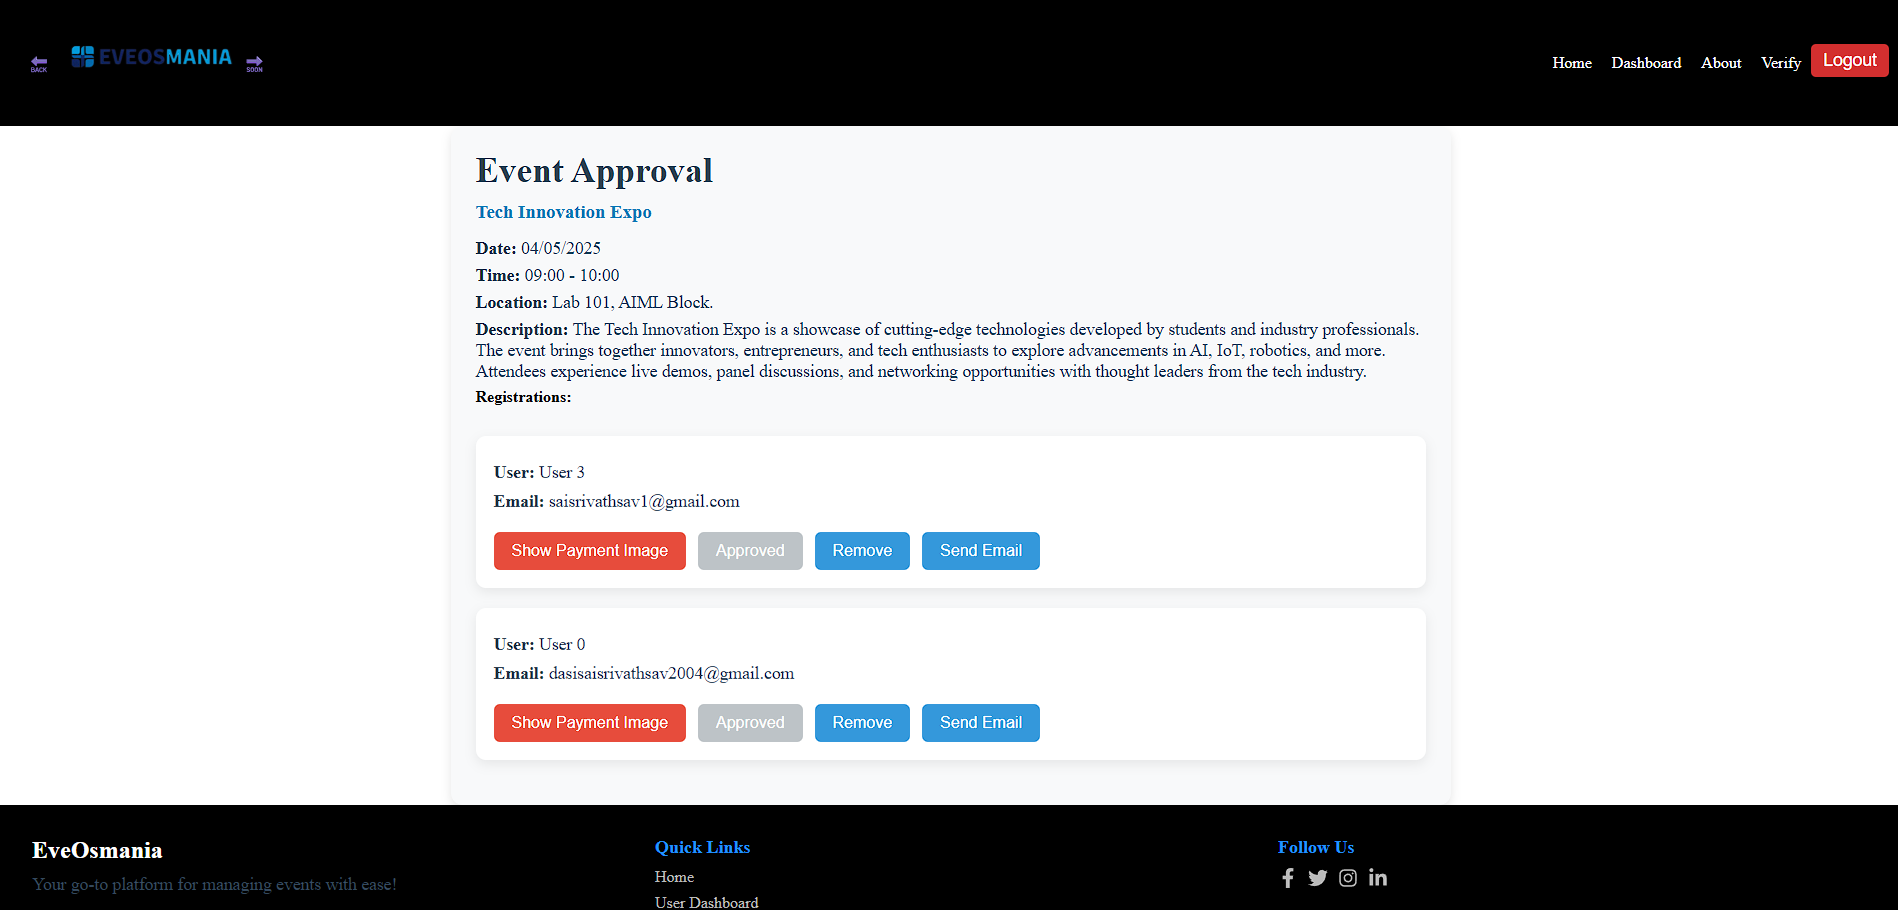 BACK
EVEOSMANIA
SOON
Home Dashboard About Verify Logout
Event Approval
Tech Innovation Expo
Date: 04/05/2025
Time: 09:00 - 10:00
Location: Lab 101, AIML Block.
Description: The Tech Innovation Expo is a showcase of cutting-edge technologies developed by students and industry professionals.
The event brings together innovators, entrepreneurs, and tech enthusiasts to explore advancements in AI, IoT, robotics, and more.
Attendees experience live demos, panel discussions, and networking opportunities with thought leaders from the tech industry.
Registrations:
User: User 3
Email: saisrivathsav1@gmail.com
Show Payment Image Approved Remove Send Email
User: User 0
Email: dasisaisrivathsav2004@gmail.com
Show Payment Image Approved Remove Send Email
EveOsmania
Your go-to platform for managing events with ease!
Quick Links
Home
User Dashboard
Follow Us